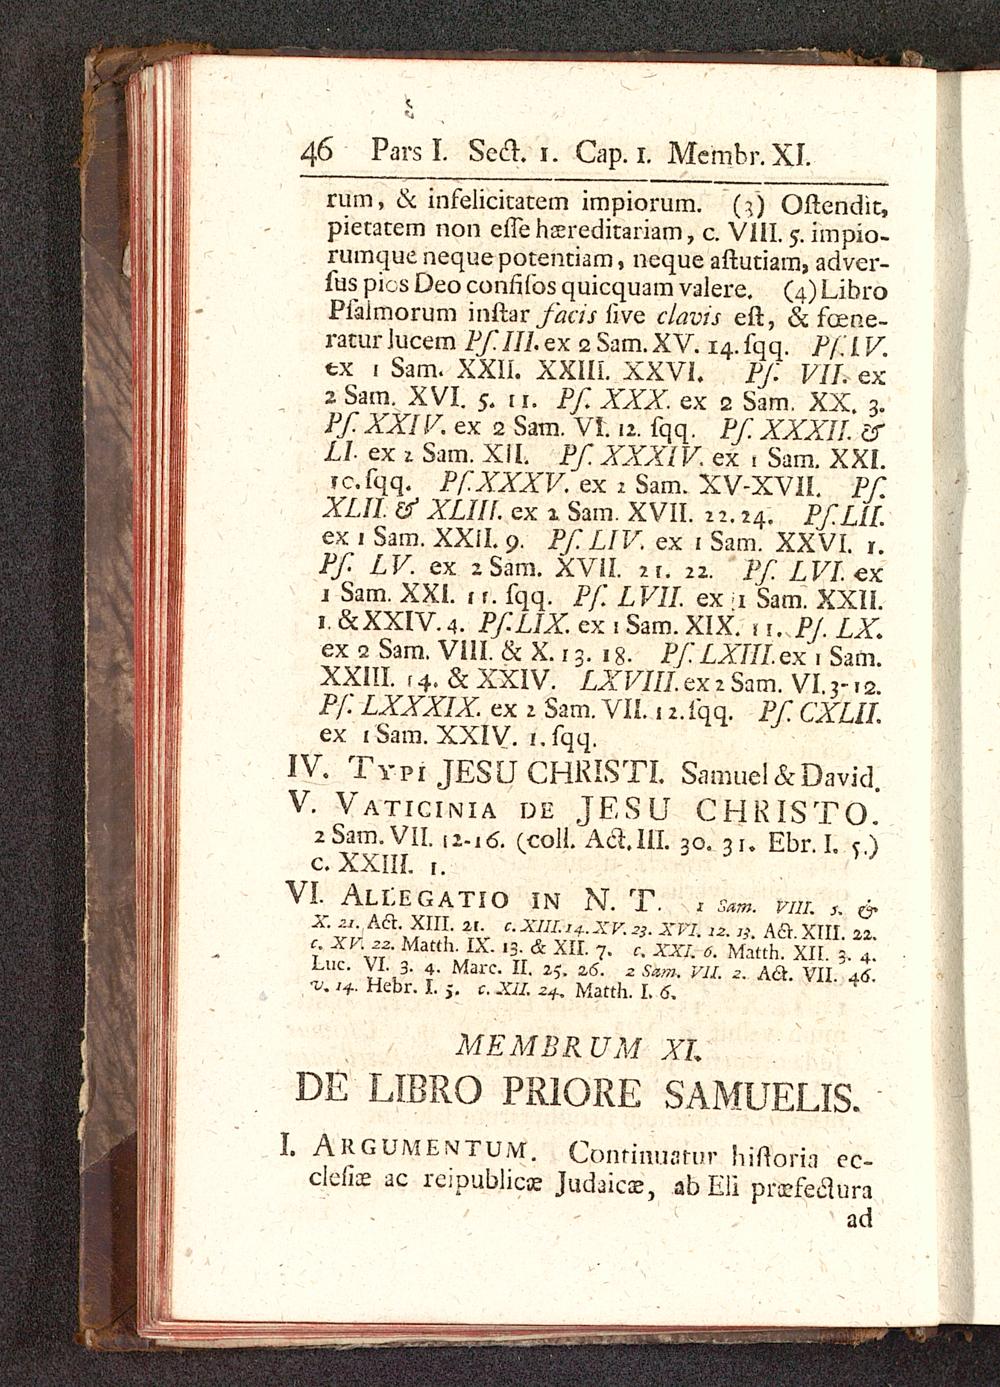 46 Pars I. Sect. 1. Cap. 1. Membr. XI.
rum, & infelicitatem impiorum. (3) Oſtendit,
pietatem non eſſe hæreditariam, c. VIII. 5. impio-
rumque neque potentiam, neque aſtutiam, adver-
ſus pios Deo confiſos quicquam valere. (4) Libro
Pſalmorum inſtar facis ſive clavis eſt, & fœne-
ratur lucem Pſ. III. ex 2 Sam. XV. 14. ſqq. Pſ. IV.
ex 1 Sam. XXII. XXIII. XXVI. Pſ. VII. ex
2 Sam. XVI. 5. 11. Pſ. XXX. ex 2 Sam. XX. 3.
Pſ. XXIV. ex 2 Sam. VI. 12. ſqq. Pſ. XXXII. &
LI. ex 2 Sam. XII. Pſ. XXXIV. ex 1 Sam. XXI.
10. ſqq. Pſ. XXXV. ex 2 Sam. XV-XVII. Pſ.
XLII. & XLIII. ex 2 Sam. XVII. 22. 24. Pſ. LII.
ex 1 Sam. XXII. 9. Pſ. LIV. ex 1 Sam. XXVI. 1.
Pſ. LV. ex 2 Sam. XVII. 21. 22. Pſ. LVI. ex
1 Sam. XXI. 11. ſqq. Pſ. LVII. ex 1 Sam. XXII.
1. & XXIV. 4. Pſ. LIX. ex 1 Sam. XIX. 11. Pſ. LX.
ex 2 Sam. VIII. & X. 13. 18. Pſ. LXIII. ex 1 Sam.
XXIII. 14. & XXIV. LXVIII. ex 2 Sam. VI. 3-12.
Pſ. LXXXIX. ex 2 Sam. VII. 12. ſqq. Pſ. CXLII.
ex 1 Sam. XXIV. 1. ſqq.
IV. TYPI JESU CHRISTI. Samuel & David.
V. VATICINIA DE JESU CHRISTO.
2 Sam. VII. 12-16. (coll. Act. III. 30. 31. Ebr. I. 5.)
c. XXIII. 1.
VI. ALLEGATIO IN N. T. 1 Sam. VIII. 5. &
X. 21. Act. XIII. 21. c. XIII. 14. XV. 23. XVI. 12. 13. Act. XIII. 22.
c. XV. 22. Matth. IX. 13. & XII. 7. c. XXI. 6. Matth. XII. 3. 4.
Luc. VI. 3. 4. Marc. II. 25. 26. 2 Sam. VII. 2. Act. VII. 46.
v. 14. Hebr. I. 5. c. XII. 24. Matth. I. 6.
MEMBRUM XI.
DE LIBRO PRIORE SAMUELIS.
I. ARGUMENTUM. Continuatur hiſtoria ec-
cleſiæ ac reipublicæ Judaicæ, ab Eli præfectura
ad